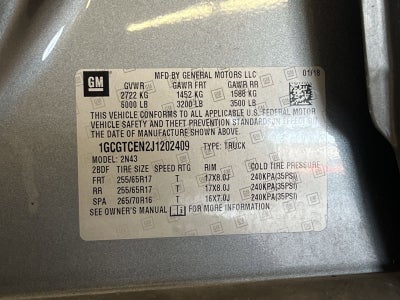 GM
MFD BY GENERAL MOTORS LLC 01/18
GVWR GAWR FRT GAWR RR
2722 KG 1452 KG 1588 KG
6000 LB 3200 LB 3500 LB
THIS VEHICLE CONFORMS TO ALL APPLICABLE U.S. FEDERAL MOTOR
VEHICLE SAFETY AND THEFT PREVENTION STANDARDS IN EFFECT ON
THE DATE OF MANUFACTURE SHOWN ABOVE.
1GCGTCEN2J1202409 TYPE: TRUCK
MODEL: 2N43
2BDF TIRE SIZE SPEED RTG RIM COLD TIRE PRESSURE
FRT 255/65R17 T 17X8.0J 240KPA(35PSI)
RR 255/65R17 T 17X8.0J 240KPA(35PSI)
SPA 265/70R16 T 16X7.0J 240KPA(35PSI)
SEE OWNER'S MANUAL FOR MORE INFORMATION